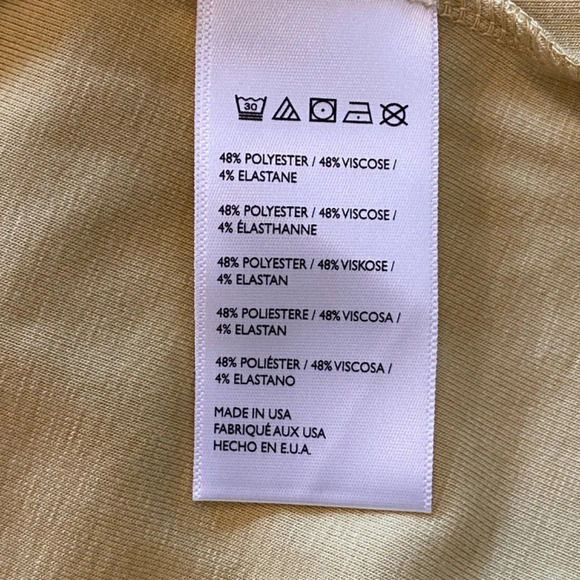 30
48% POLYESTER / 48% VISCOSE /
4% ELASTANE
48% POLYESTER / 48% VISCOSE /
4% ÉLASTHANNE
48% POLYESTER / 48% VISKOSE /
4% ELASTAN
48% POLIESTERE / 48% VISCOSA /
4% ELASTAN
48% POLIÉSTER / 48% VISCOSA /
4% ELASTANO
MADE IN USA
FABRIQUÉ AUX USA
HECHO EN E.U.A.